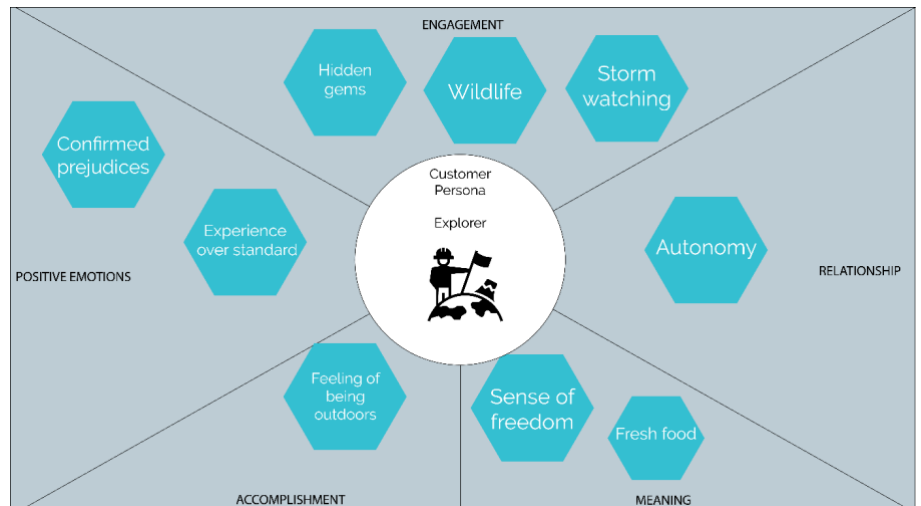 ENGAGEMENT
Hidden
gems
Wildlife
Storm
watching
Confirmed
prejudices
Experience
over standard
POSITIVE EMOTIONS
Customer
Persona
Explorer
Autonomy
RELATIONSHIP
Feeling of
being
outdoors
ACCOMPLISHMENT
Sense of
freedom
Fresh food
MEANING